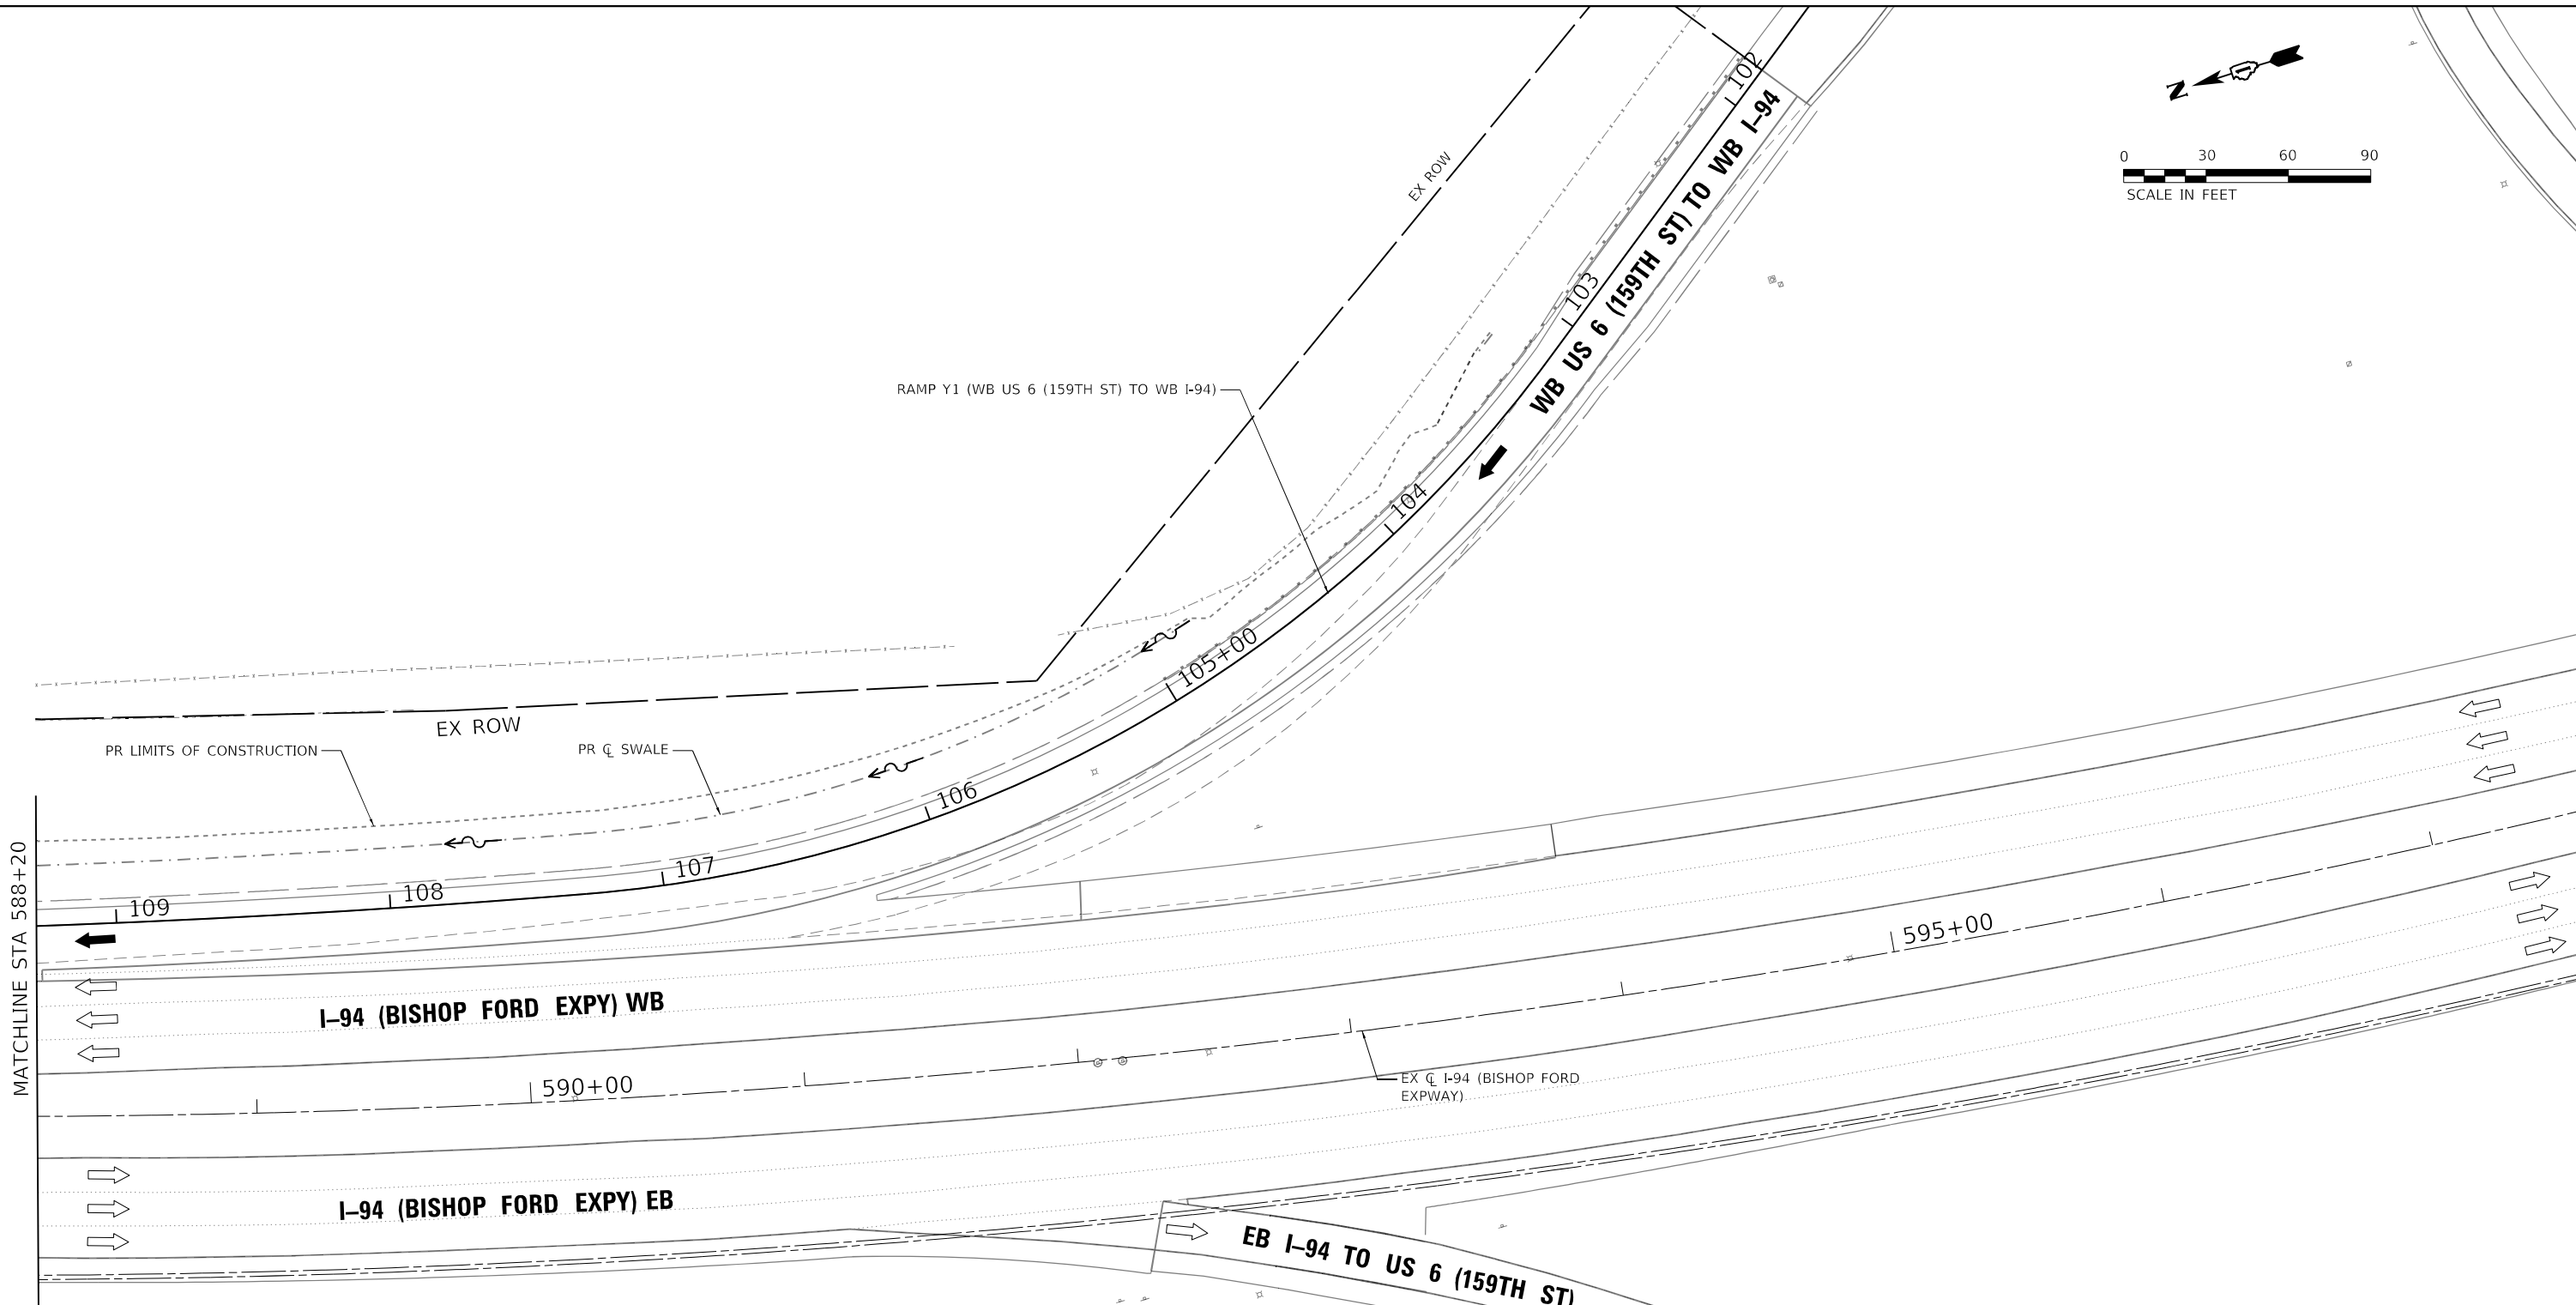 102
N
0 30 60 90
SCALE IN FEET
EX ROW
WB US 6 (159TH ST) TO WB I-94
103
RAMP Y1 (WB US 6 (159TH ST) TO WB I-94)
104
105+00
EX ROW
PR LIMITS OF CONSTRUCTION
PR ℄ SWALE
106
107
108
109
MATCHLINE STA 588+20
595+00
I-94 (BISHOP FORD EXPY) WB
590+00
EX ℄ I-94 (BISHOP FORD
EXPWAY)
I-94 (BISHOP FORD EXPY) EB
EB I-94 TO US 6 (159TH ST)